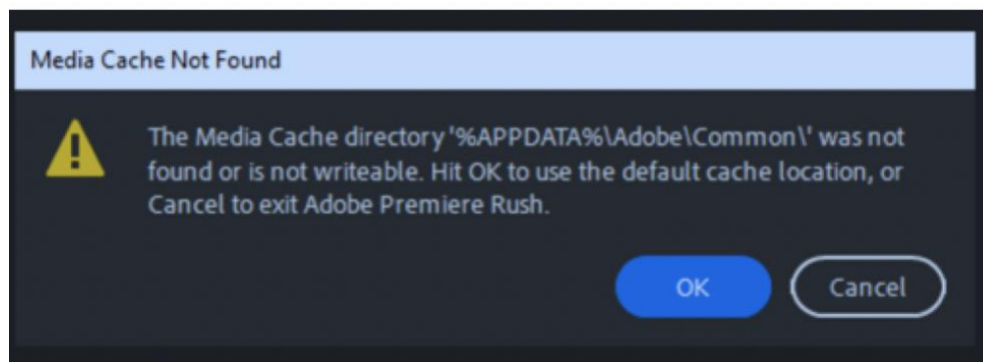 Media Cache Not Found
The Media Cache directory '%APPDATA%\Adobe\Common\' was not
found or is not writeable. Hit OK to use the default cache location, or
Cancel to exit Adobe Premiere Rush.
OK Cancel